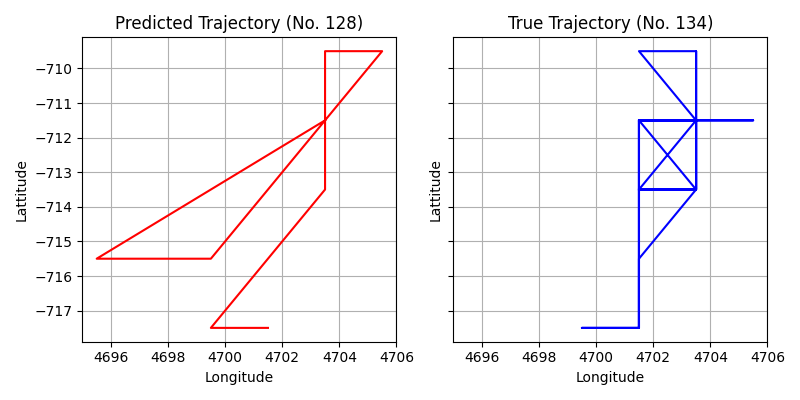 Predicted Trajectory (No. 128)
True Trajectory (No. 134)
−710
−711
−712
−713
−714
−715
−716
−717
Lattitude
Lattitude
4696 4698 4700 4702 4704 4706
4696 4698 4700 4702 4704 4706
Longitude
Longitude